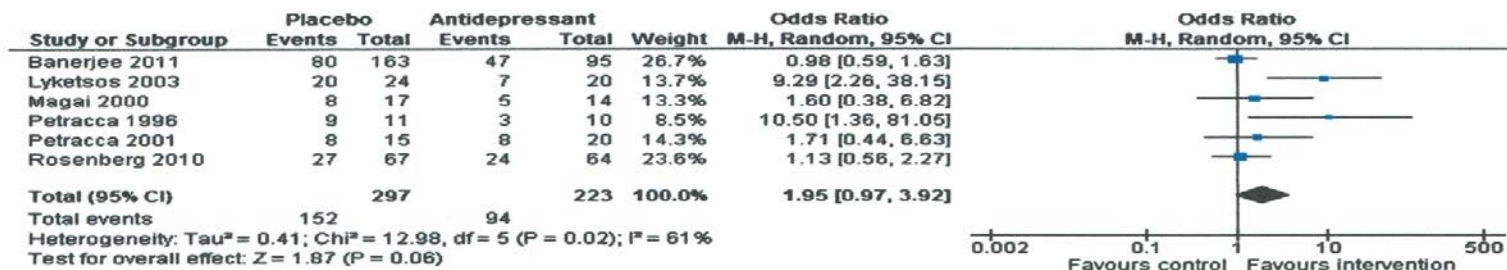 Placebo Antidepressant Odds Ratio Odds Ratio
Study or Subgroup Events Total Events Total Weight M-H, Random, 95% CI M-H, Random, 95% CI
Banerjee 2011 80 163 47 95 26.7% 0.98 [0.59, 1.63]
Lyketsos 2003 20 24 7 20 13.7% 9.29 [2.26, 38.15]
Magai 2000 8 17 5 14 13.3% 1.60 [0.38, 6.82]
Petracca 1996 9 11 3 10 8.5% 10.50 [1.36, 81.05]
Petracca 2001 8 15 8 20 14.3% 1.71 [0.44, 6.63]
Rosenberg 2010 27 67 24 64 23.6% 1.13 [0.56, 2.27]
Total (95% CI) 297 223 100.0% 1.95 [0.97, 3.92]
Total events 152 94
Heterogeneity: Tau² = 0.41; Chi² = 12.98, df = 5 (P = 0.02); I² = 61%
Test for overall effect: Z = 1.87 (P = 0.06)
0.002 0.1 1 10 500
Favours control Favours intervention